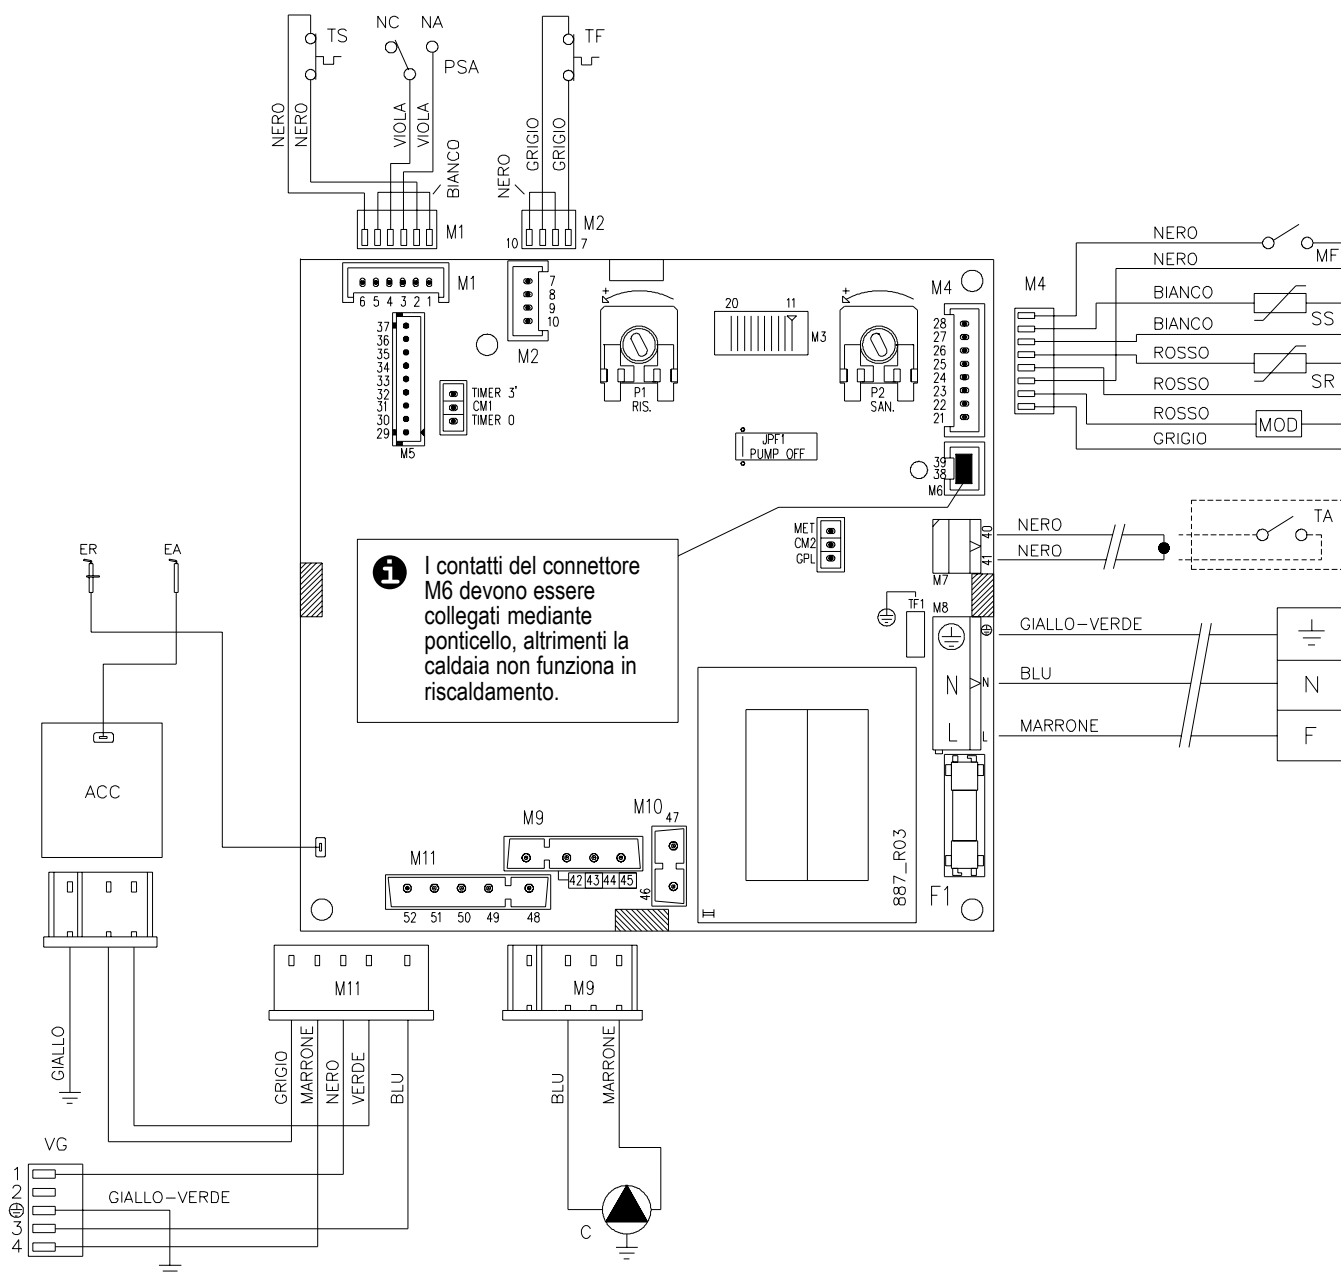 TS
NC
NA
PSA
TF
NERO
NERO
VIOLA
VIOLA
BIANCO
NERO
GRIGIO
GRIGIO
M1
10
7
M2
M1
6 5 4 3 2 1
7
8
9
10
M2
37
36
35
34
33
32
31
30
29
M5
TIMER 3'
CM1
TIMER 0
+
P1
RIS.
20
11
M3
+
P2
SAN.
M4
28
27
26
25
24
23
22
21
JPF1
PUMP OFF
39
38
M6
M4
NERO
MF
NERO
BIANCO
SS
BIANCO
ROSSO
SR
ROSSO
ROSSO
MOD
GRIGIO
MET
CM2
GPL
40
41
M7
NERO
NERO
TA
i
I contatti del connettore
M6 devono essere
collegati mediante
ponticello, altrimenti la
caldaia non funziona in
riscaldamento.
TF1
M8
N
L
N
L
GIALLO-VERDE
BLU
MARRONE
N
F
ER
EA
ACC
887_R03
F1
M9
42 43 44 45
M10
47
46
M11
52 51 50 49 48
M11
M9
GIALLO
GRIGIO
MARRONE
NERO
VERDE
BLU
BLU
MARRONE
VG
1
2
3
4
GIALLO-VERDE
C